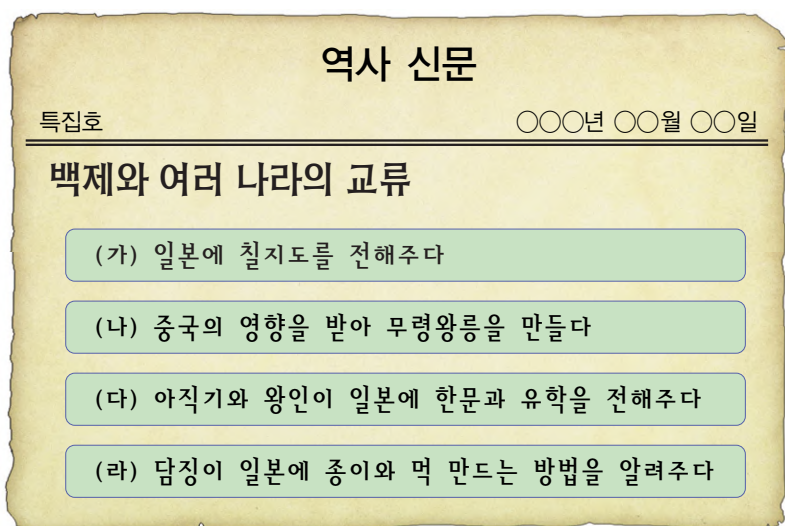 역사 신문
특집호 ○○○년 ○○월 ○○일
백제와 여러 나라의 교류
(가) 일본에 칠지도를 전해주다
(나) 중국의 영향을 받아 무령왕릉을 만들다
(다) 아직기와 왕인이 일본에 한문과 유학을 전해주다
(라) 담징이 일본에 종이와 먹 만드는 방법을 알려주다